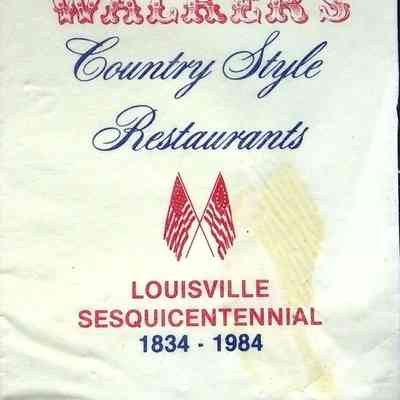 WALKER'S
Country Style
Restaurants
LOUISVILLE
SESQUICENTENNIAL
1834 - 1984